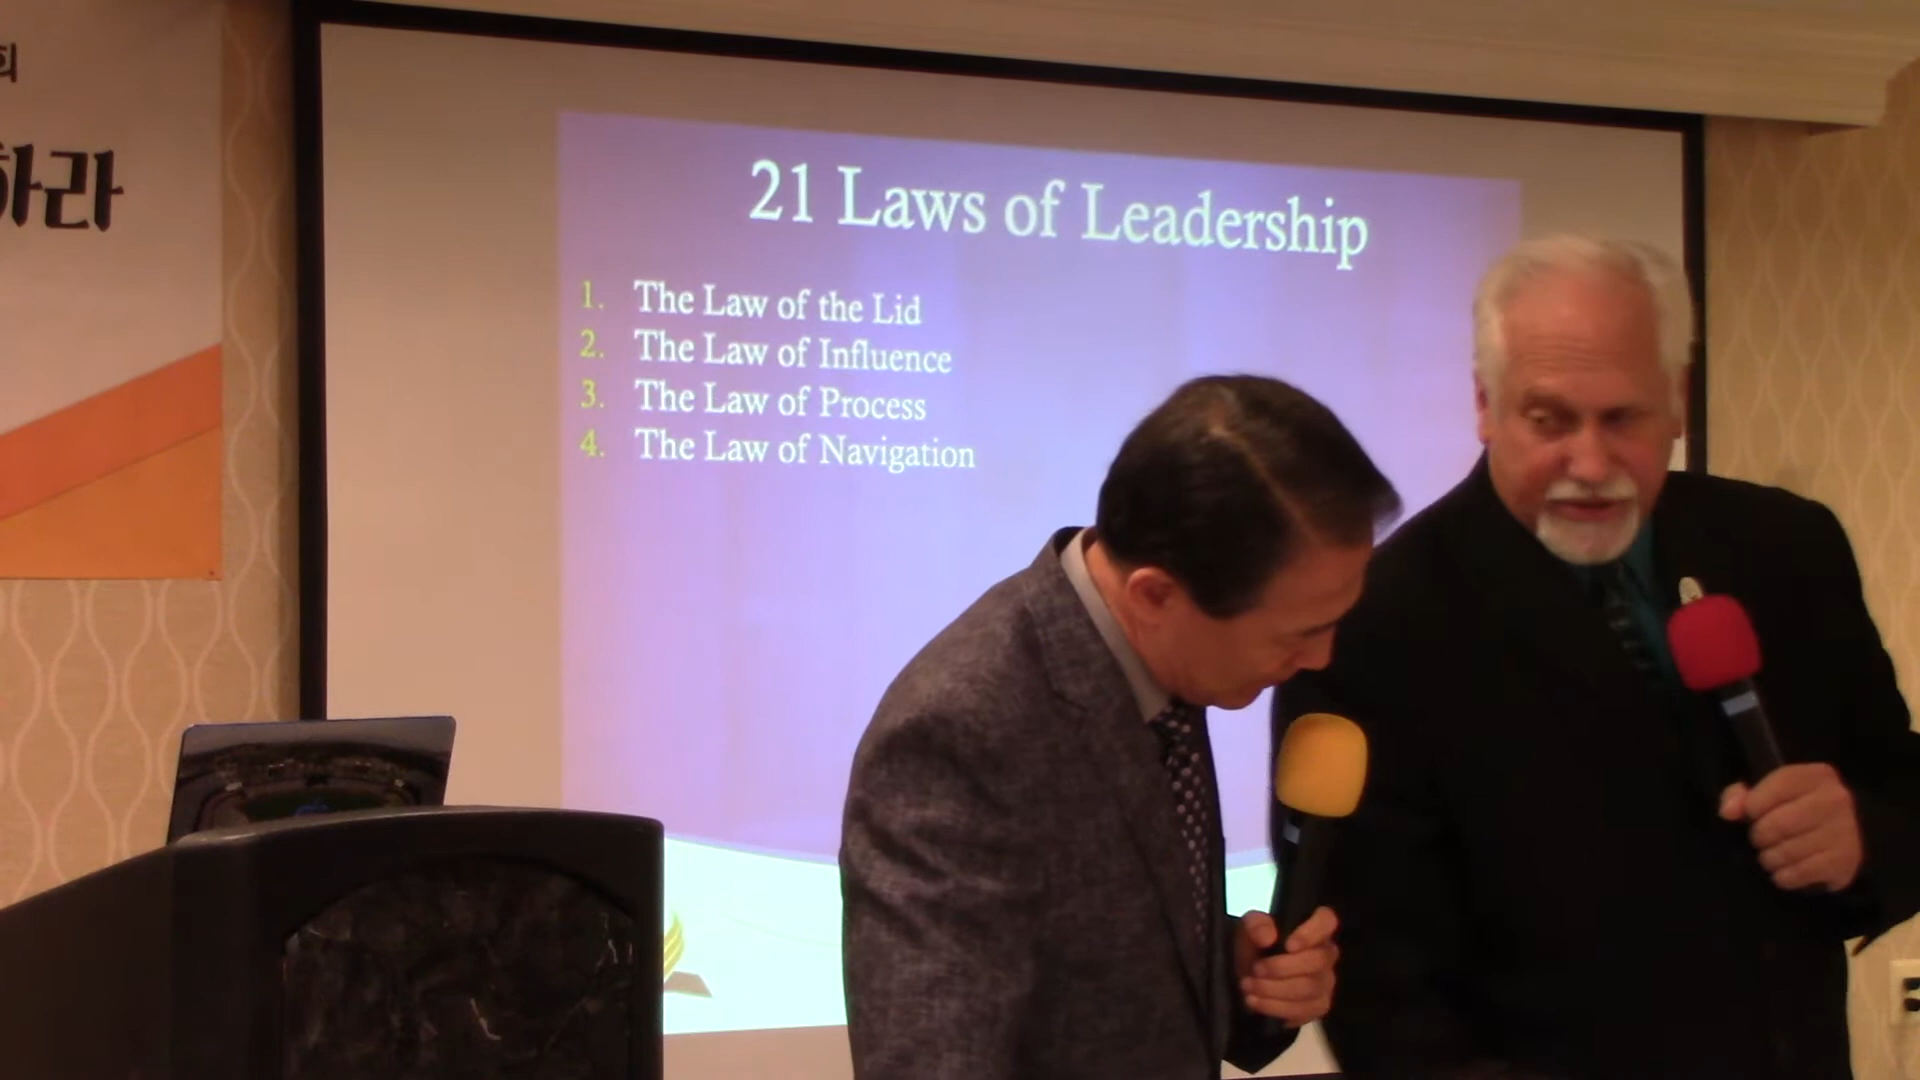 회
하라
21 Laws of Leadership
1. The Law of the Lid
2. The Law of Influence
3. The Law of Process
4. The Law of Navigation